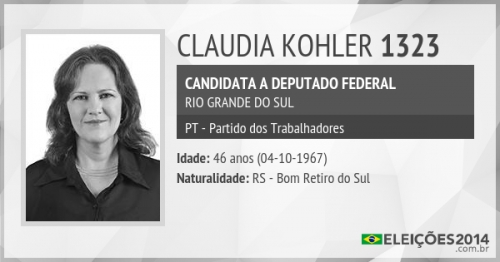 CLAUDIA KOHLER 1323
CANDIDATA A DEPUTADO FEDERAL
RIO GRANDE DO SUL
PT - Partido dos Trabalhadores
Idade: 46 anos (04-10-1967)
Naturalidade: RS - Bom Retiro do Sul
ELEIÇÕES2014
.com.br